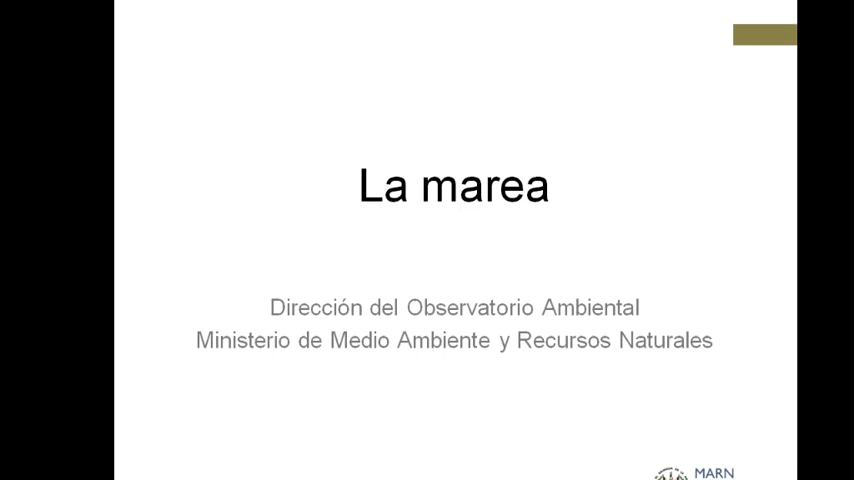 La marea
Dirección del Observatorio Ambiental
Ministerio de Medio Ambiente y Recursos Naturales
MARN